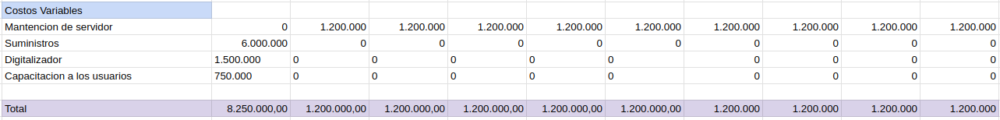 Costos Variables
Mantencion de servidor 0 1.200.000 1.200.000 1.200.000 1.200.000 1.200.000 1.200.000 1.200.000 1.200.000 1.200.000
Suministros 6.000.000 0 0 0 0 0 0 0 0 0
Digitalizador 1.500.000 0 0 0 0 0 0 0 0 0
Capacitacion a los usuarios 750.000 0 0 0 0 0 0 0 0 0
Total 8.250.000,00 1.200.000,00 1.200.000,00 1.200.000,00 1.200.000,00 1.200.000,00 1.200.000 1.200.000 1.200.000 1.200.000